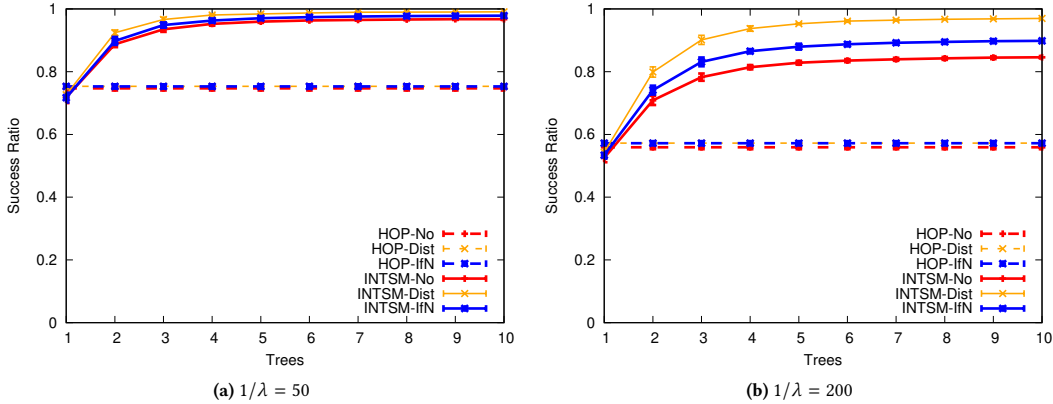 Success Ratio
1
0.8
0.6
0.4
0.2
0
HOP-No
HOP-Dist
HOP-IfN
INTSM-No
INTSM-Dist
INTSM-IfN
1 2 3 4 5 6 7 8 9 10
Trees
(a) 1/λ = 50
Success Ratio
1
0.8
0.6
0.4
0.2
0
HOP-No
HOP-Dist
HOP-IfN
INTSM-No
INTSM-Dist
INTSM-IfN
1 2 3 4 5 6 7 8 9 10
Trees
(b) 1/λ = 200